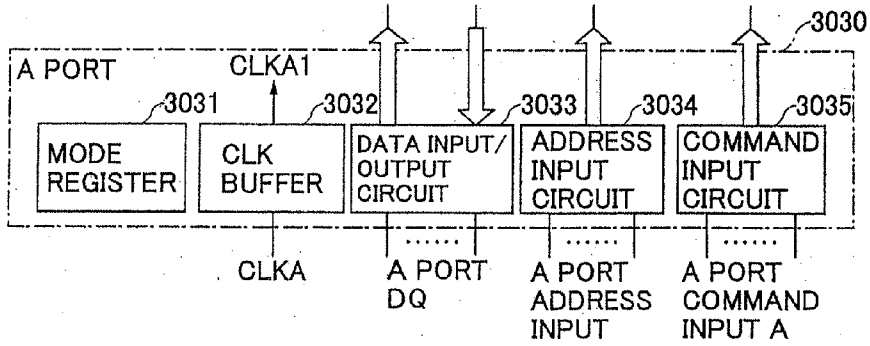 3030
A PORT
CLKA1
3031
3032
3033
3034
3035
MODE
REGISTER
CLK
BUFFER
DATA INPUT/
OUTPUT
CIRCUIT
ADDRESS
INPUT
CIRCUIT
COMMAND
INPUT
CIRCUIT
CLKA
A PORT
DQ
A PORT
ADDRESS
INPUT
A PORT
COMMAND
INPUT A